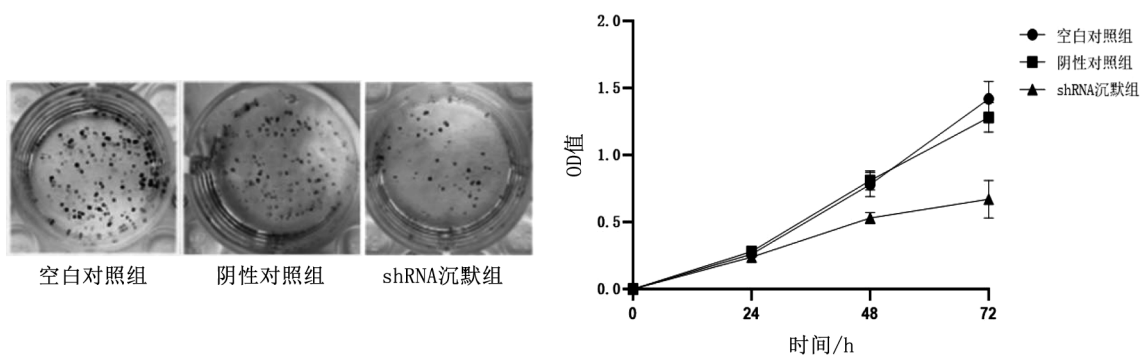 空白对照组
阴性对照组
shRNA沉默组
2.0
1.5
1.0
0.5
0.0
OD值
0
24
48
72
时间/h
空白对照组
阴性对照组
shRNA沉默组